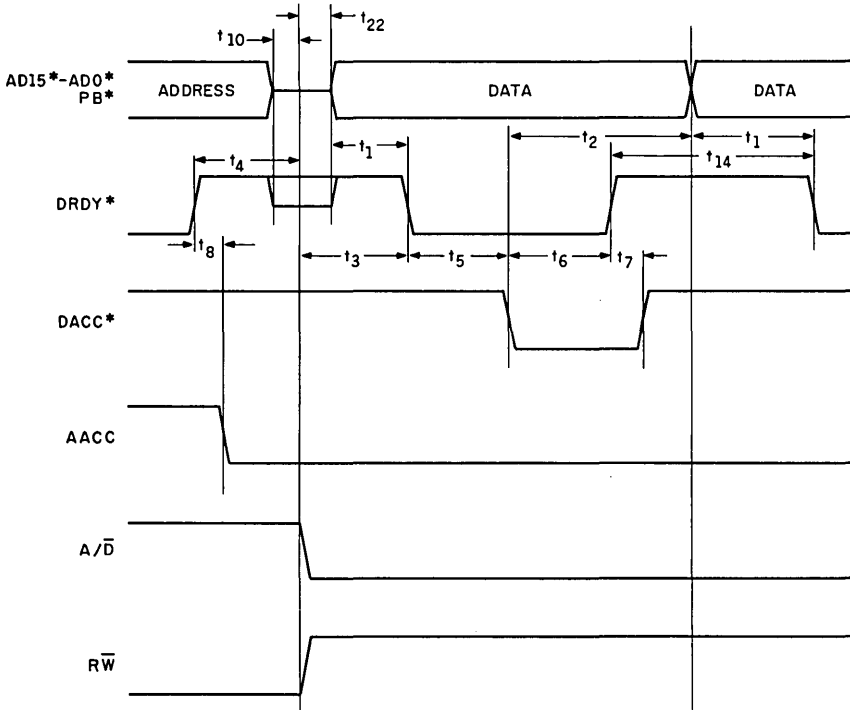 t22
t10
AD15*-AD0*
PB*
ADDRESS
DATA
DATA
t2
t1
t1
t4
t14
DRDY*
t8
t3
t5
t6
t7
DACC*
AACC
A/D̅
RW̅